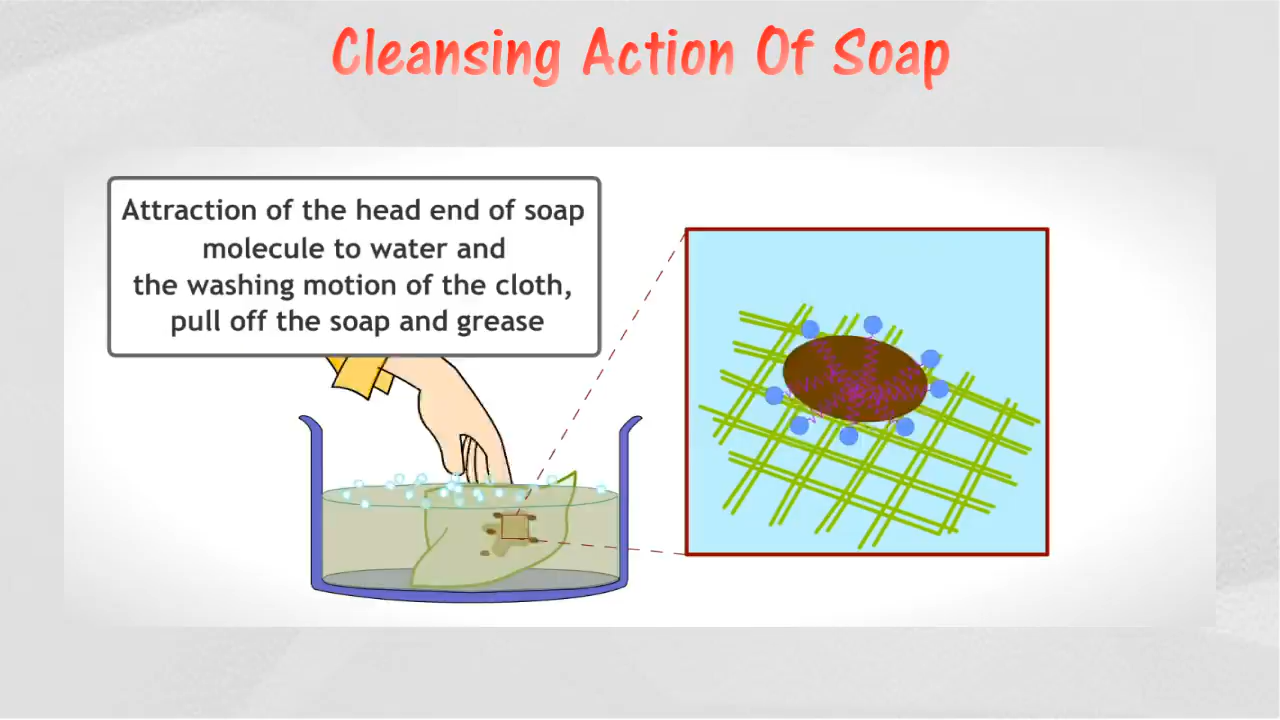 Cleansing Action Of Soap
Attraction of the head end of soap
molecule to water and
the washing motion of the cloth,
pull off the soap and grease